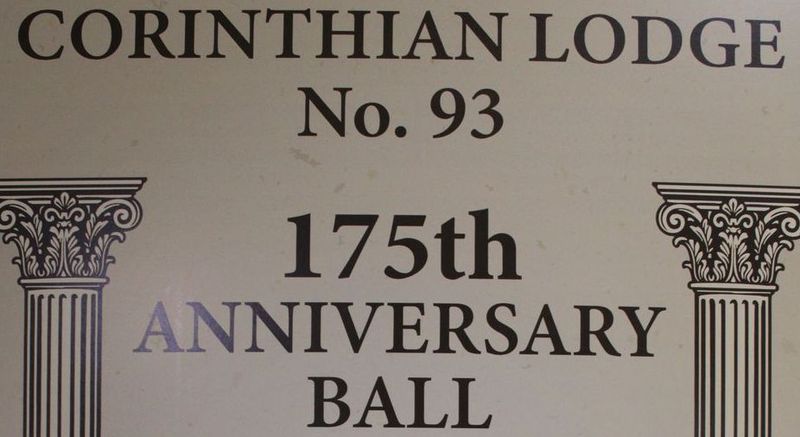 CORINTHIAN LODGE
No. 93
175th
ANNIVERSARY
BALL